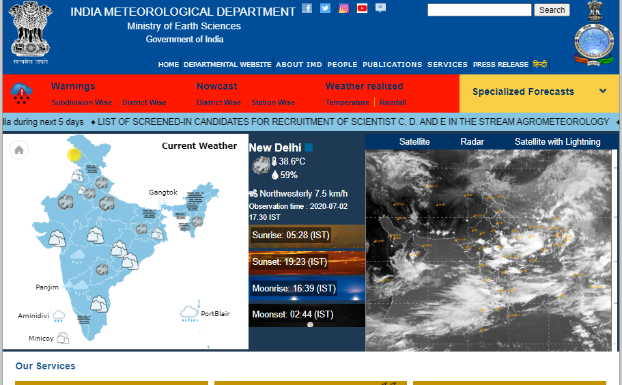 INDIA METEOROLOGICAL DEPARTMENT
Ministry of Earth Sciences
Government of India
Search
सत्यमेव जयते
HOME DEPARTMENTAL WEBSITE ABOUT IMD PEOPLE PUBLICATIONS SERVICES PRESS RELEASE हिन्दी
Warnings
Subdivision Wise District Wise
Nowcast
District Wise Station Wise
Weather realized
Temperature | Rainfall
Specialized Forecasts
dia during next 5 days ♦ LIST OF SCREENED-IN CANDIDATES FOR RECRUITMENT OF SCIENTIST C, D. AND E IN THE STREAM AGROMETEOROLOGY ♦
Current Weather
Gangtok
Panjim
Aminidivi
Minicoy
PortBlair
New Delhi
38.6°C
59%
Northwesterly 7.5 km/h
Observation time : 2020-07-02
17.30 IST
Sunrise: 05:28 (IST)
Sunset: 19:23 (IST)
Moonrise: 16:39 (IST)
Moonset: 02:44 (IST)
Satellite Radar Satellite with Lightning
Our Services